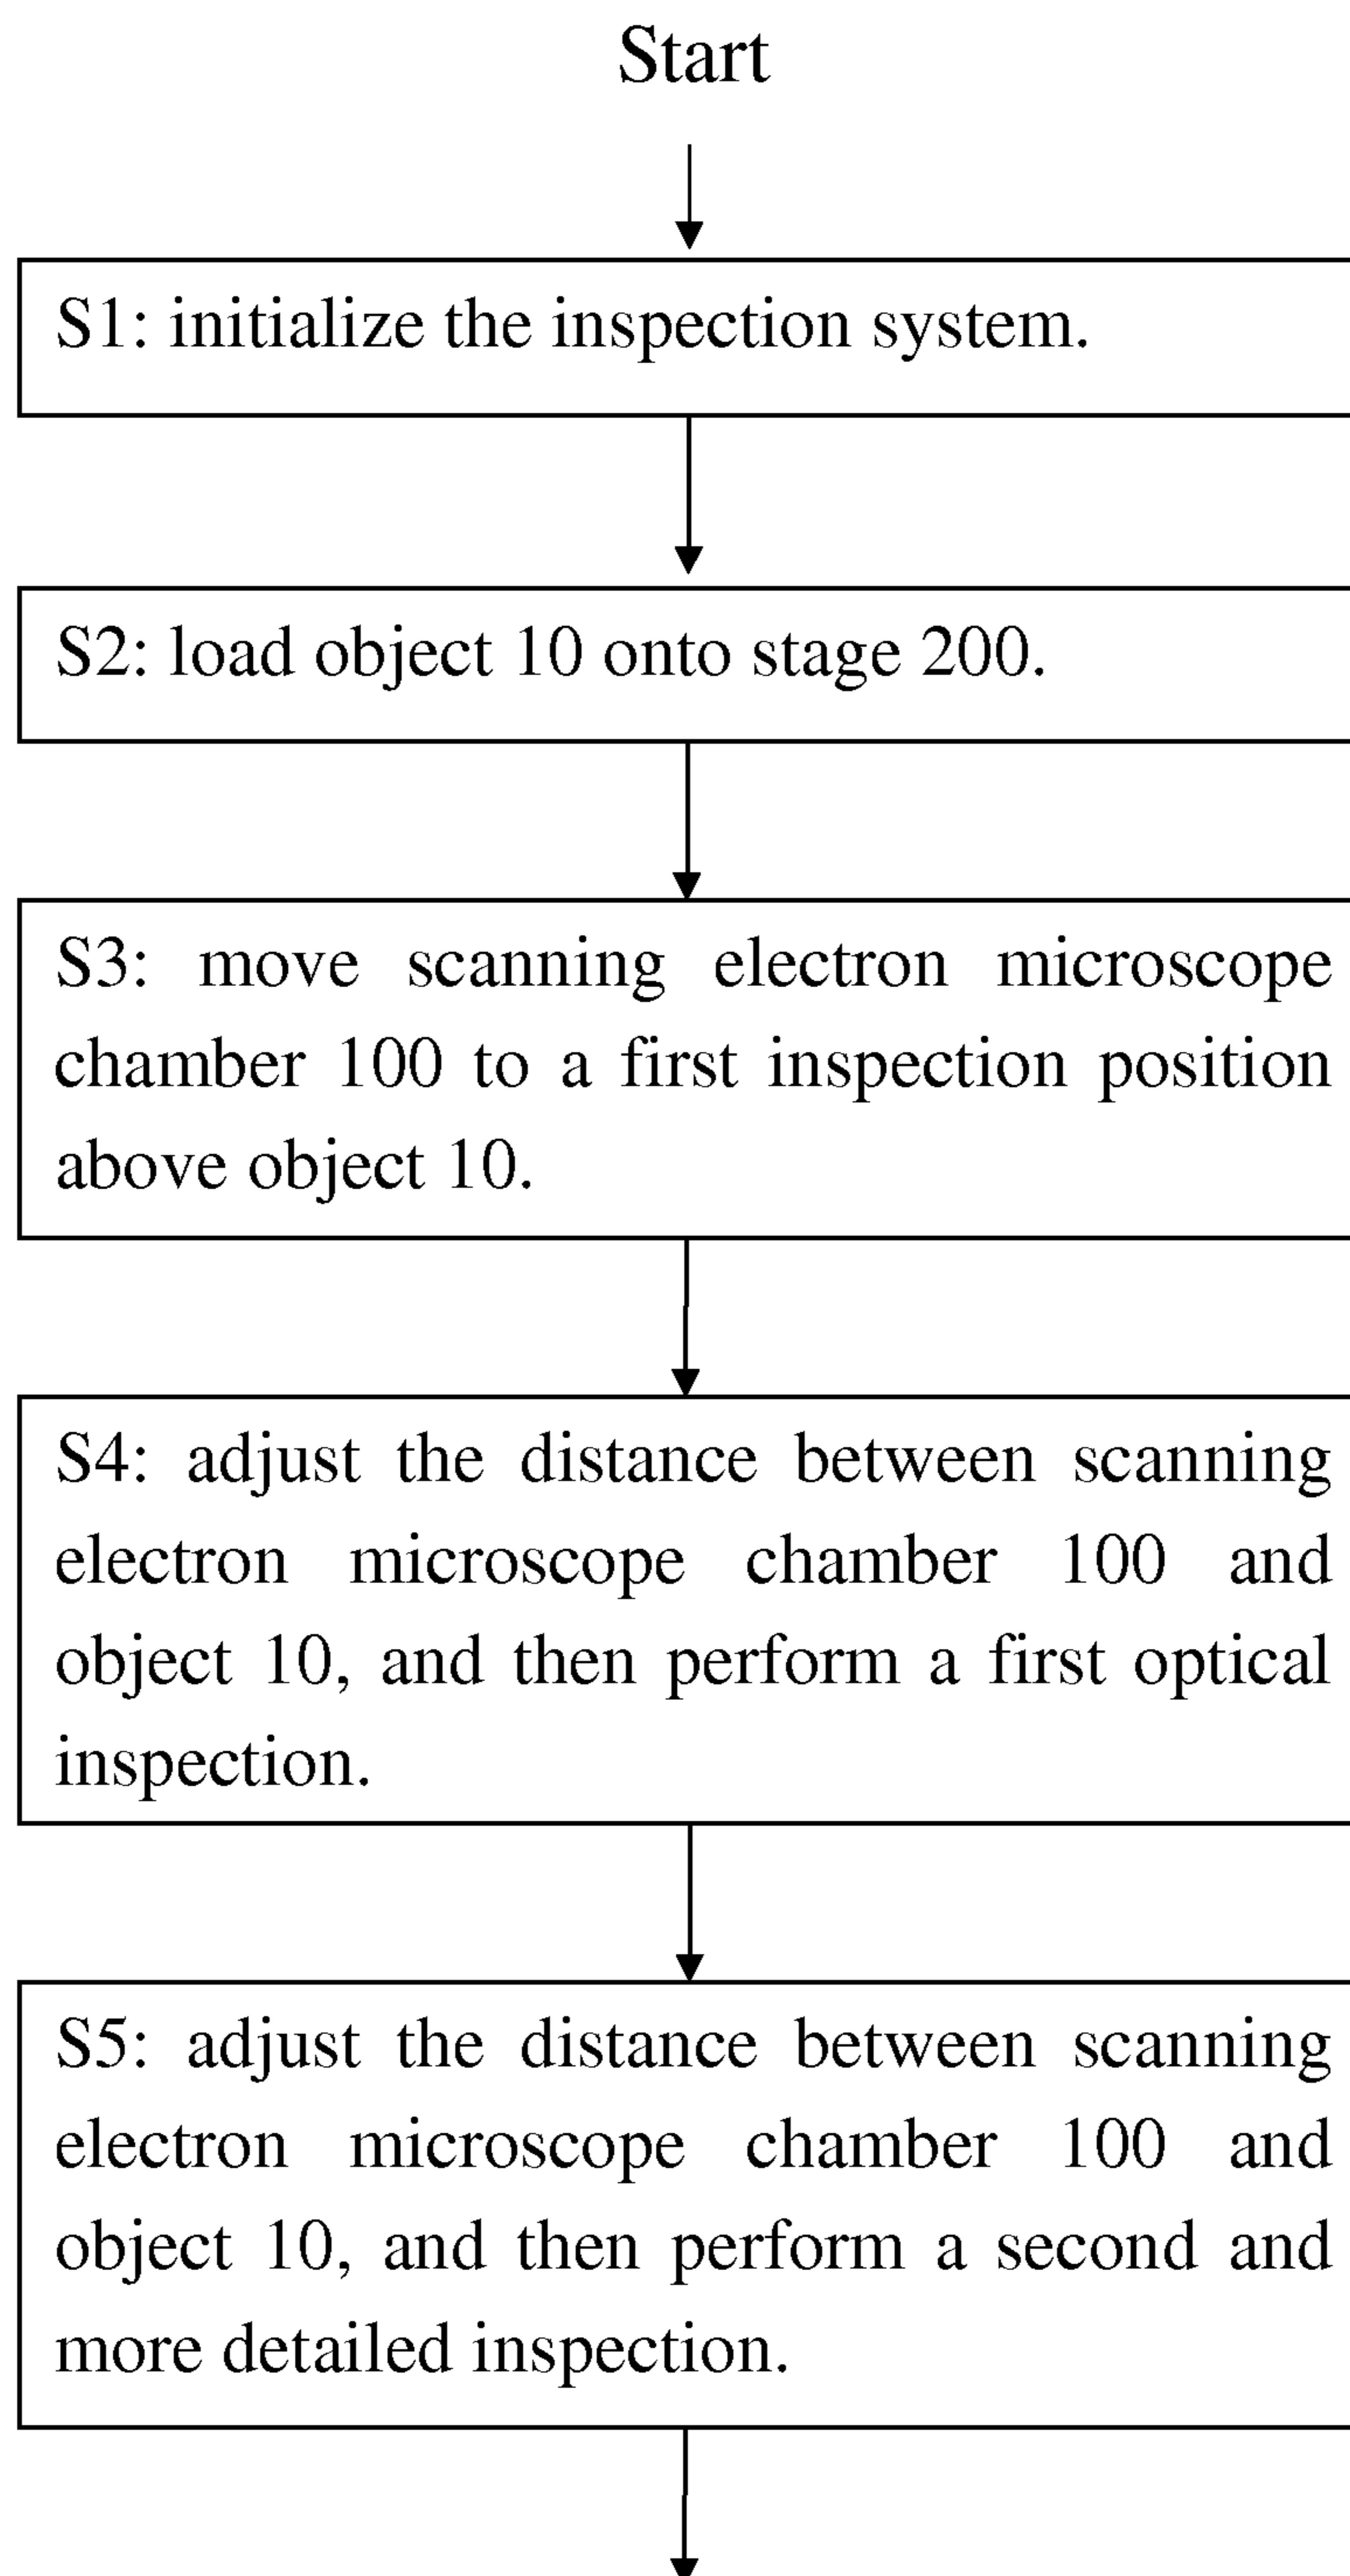 Start
S1: initialize the inspection system.
S2: load object 10 onto stage 200.
S3: move scanning electron microscope
chamber 100 to a first inspection position
above object 10.
S4: adjust the distance between scanning
electron microscope chamber 100 and
object 10, and then perform a first optical
inspection.
S5: adjust the distance between scanning
electron microscope chamber 100 and
object 10, and then perform a second and
more detailed inspection.